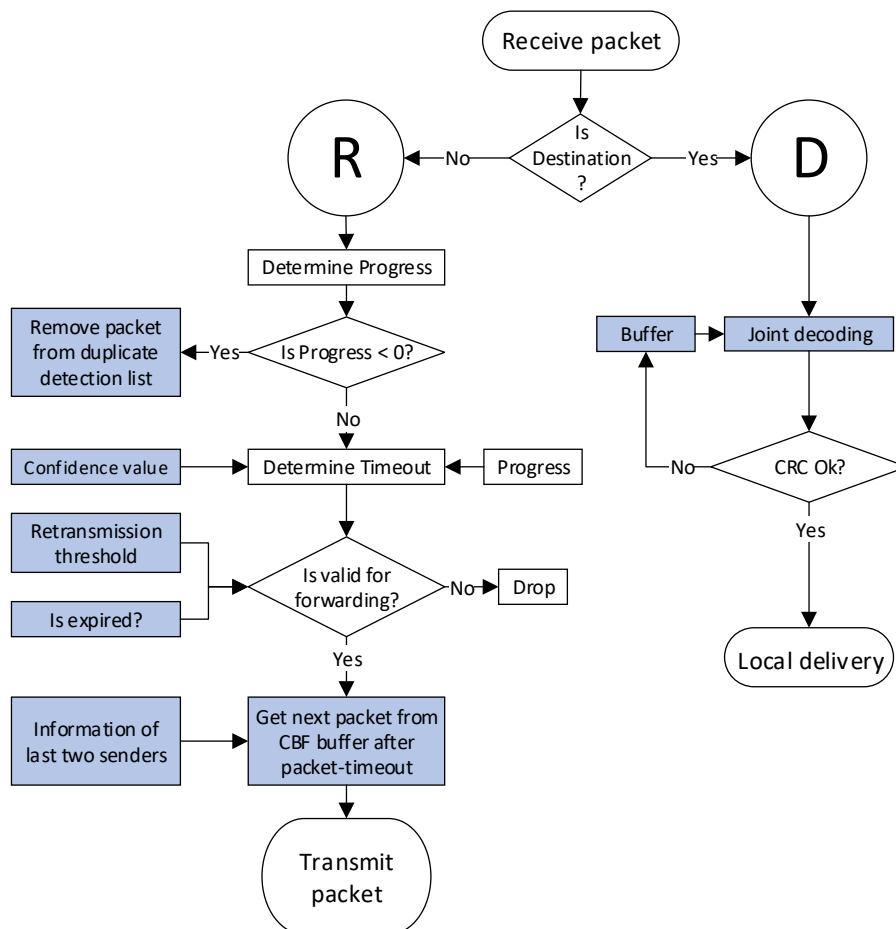 Receive packet
Is
Destination
?
No
Yes
R
D
Determine Progress
Remove packet
from duplicate
detection list
Yes
Is Progress < 0?
No
Buffer
Joint decoding
Confidence value
Determine Timeout
Progress
No
CRC Ok?
Yes
Retransmission
threshold
Is expired?
Is valid for
forwarding?
No
Drop
Yes
Local delivery
Information of
last two senders
Get next packet from
CBF buffer after
packet-timeout
Transmit
packet